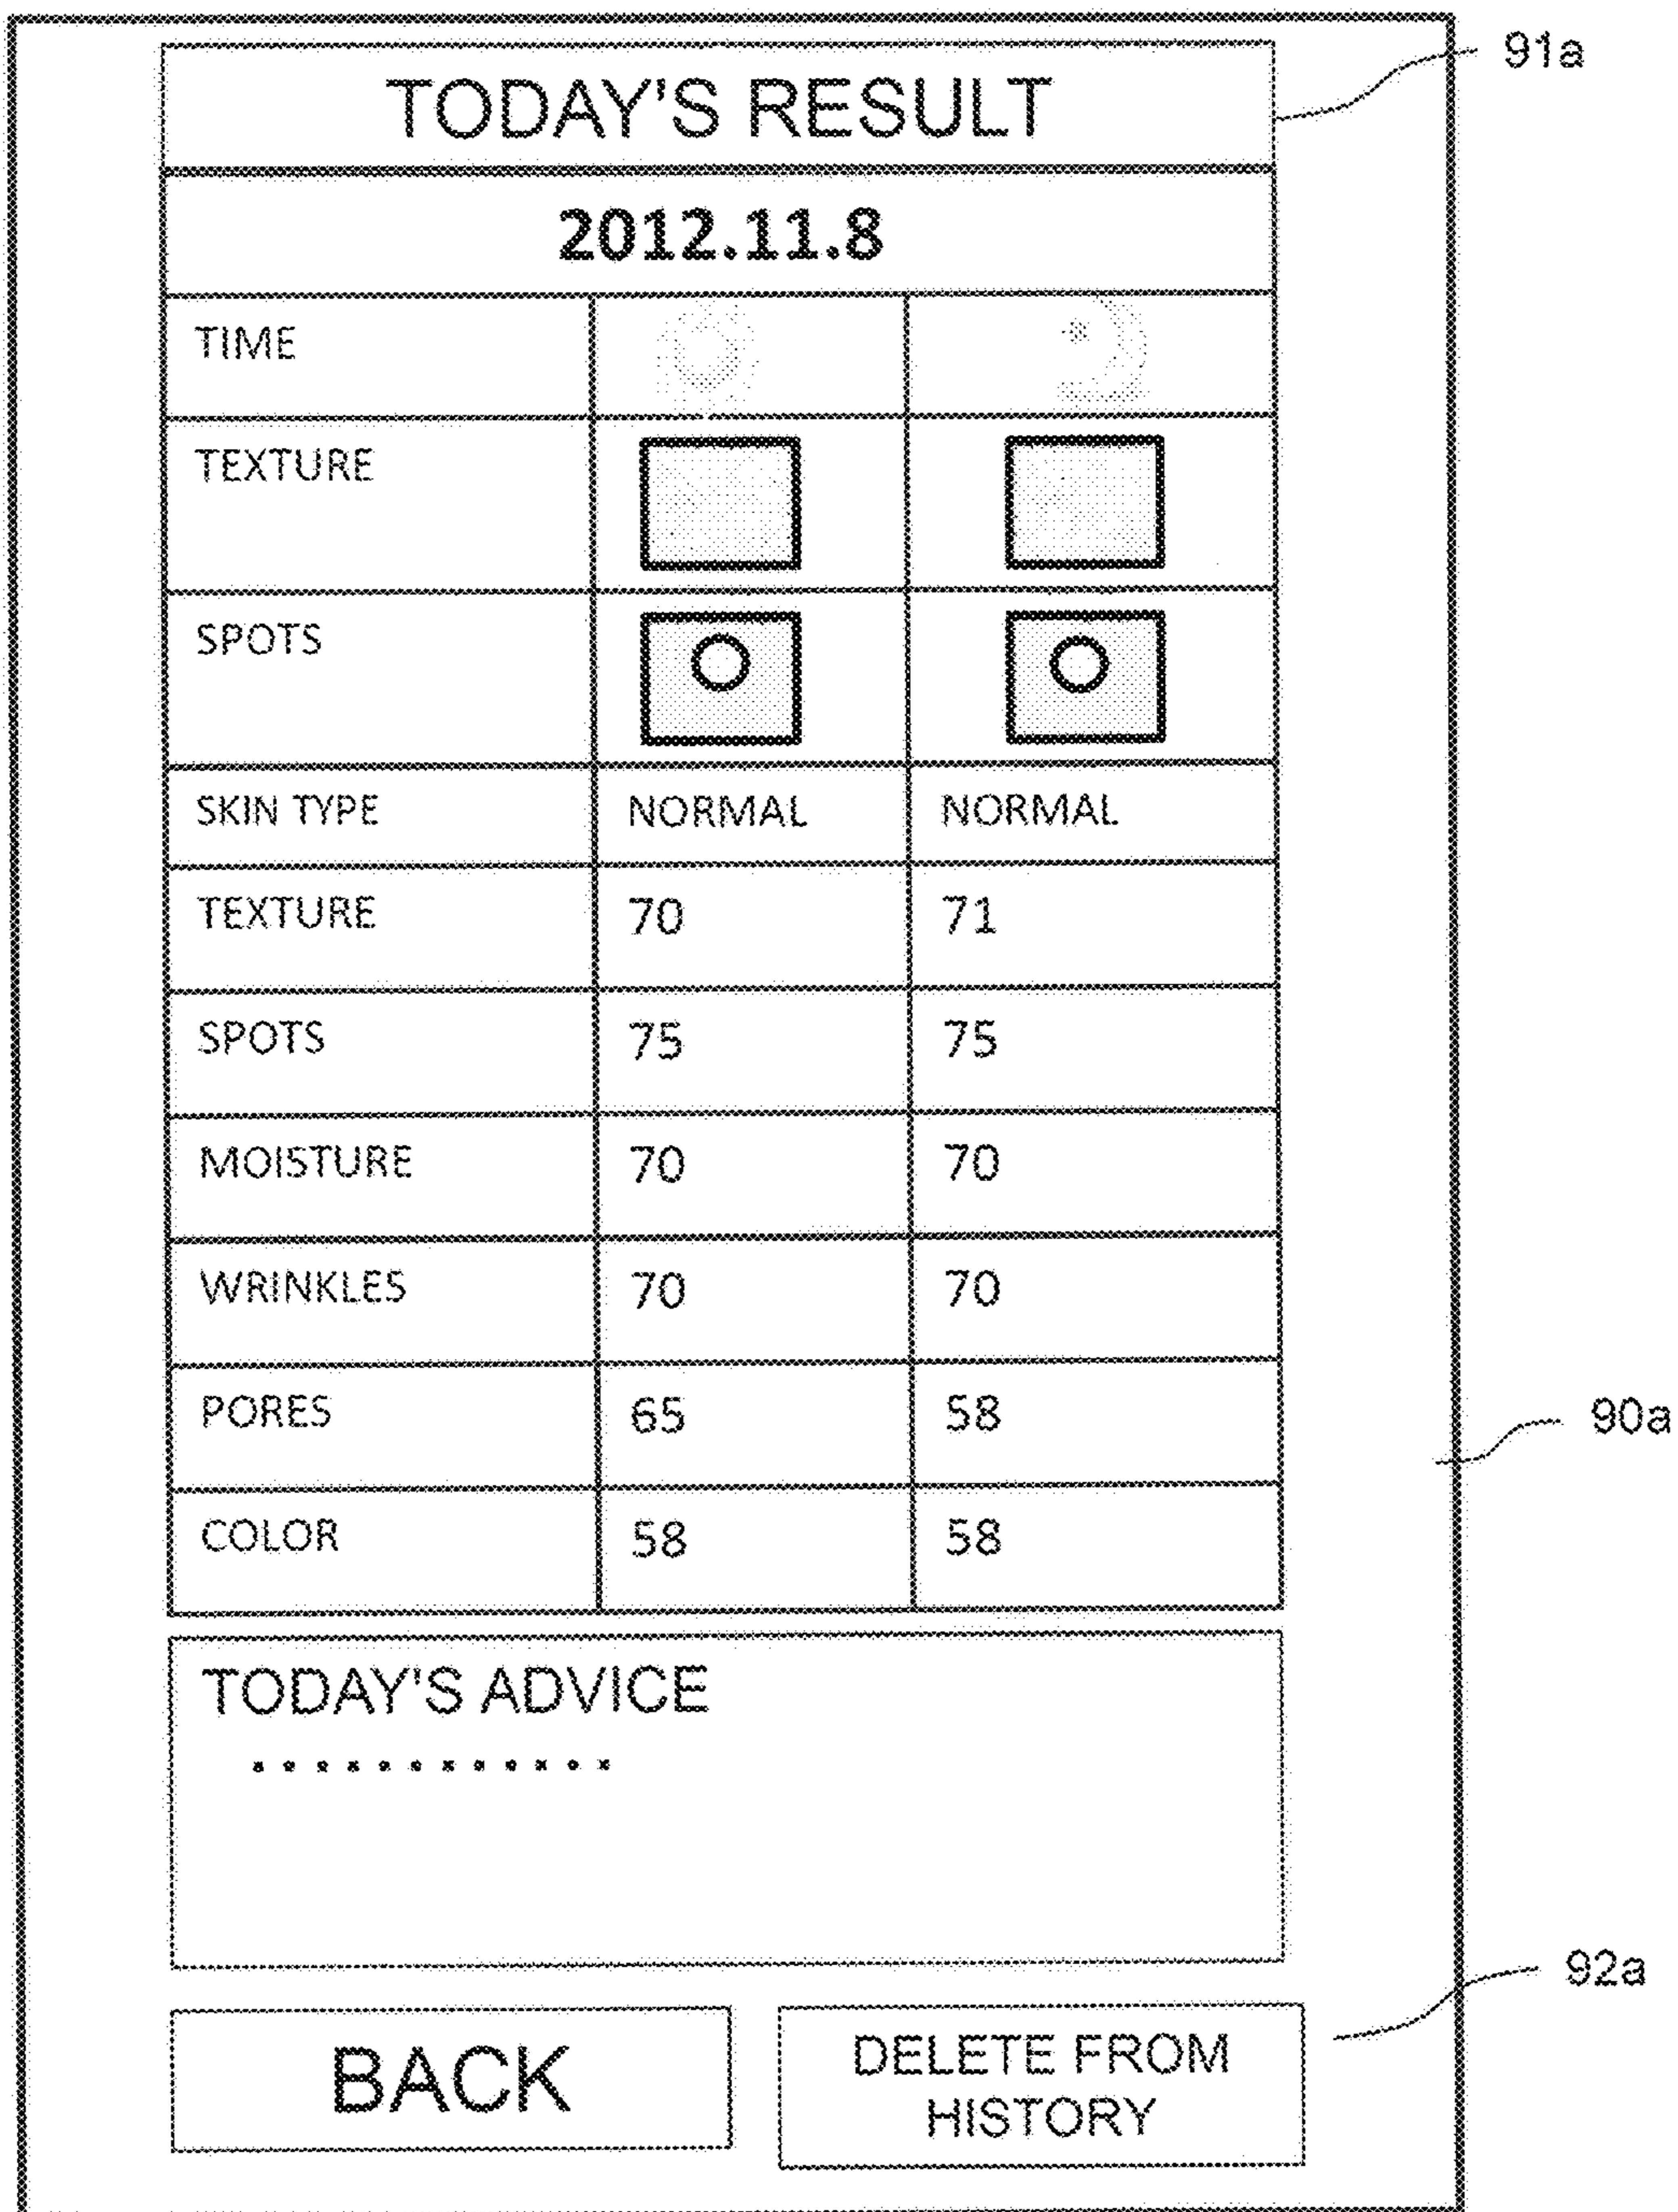 91a
TODAY'S RESULT
2012.11.8
TIME
TEXTURE
SPOTS
SKIN TYPE NORMAL NORMAL
TEXTURE 70 71
SPOTS 75 75
MOISTURE 70 70
WRINKLES 70 70
PORES 65 58
90a
COLOR 58 58
TODAY'S ADVICE
............
92a
BACK
DELETE FROM
HISTORY